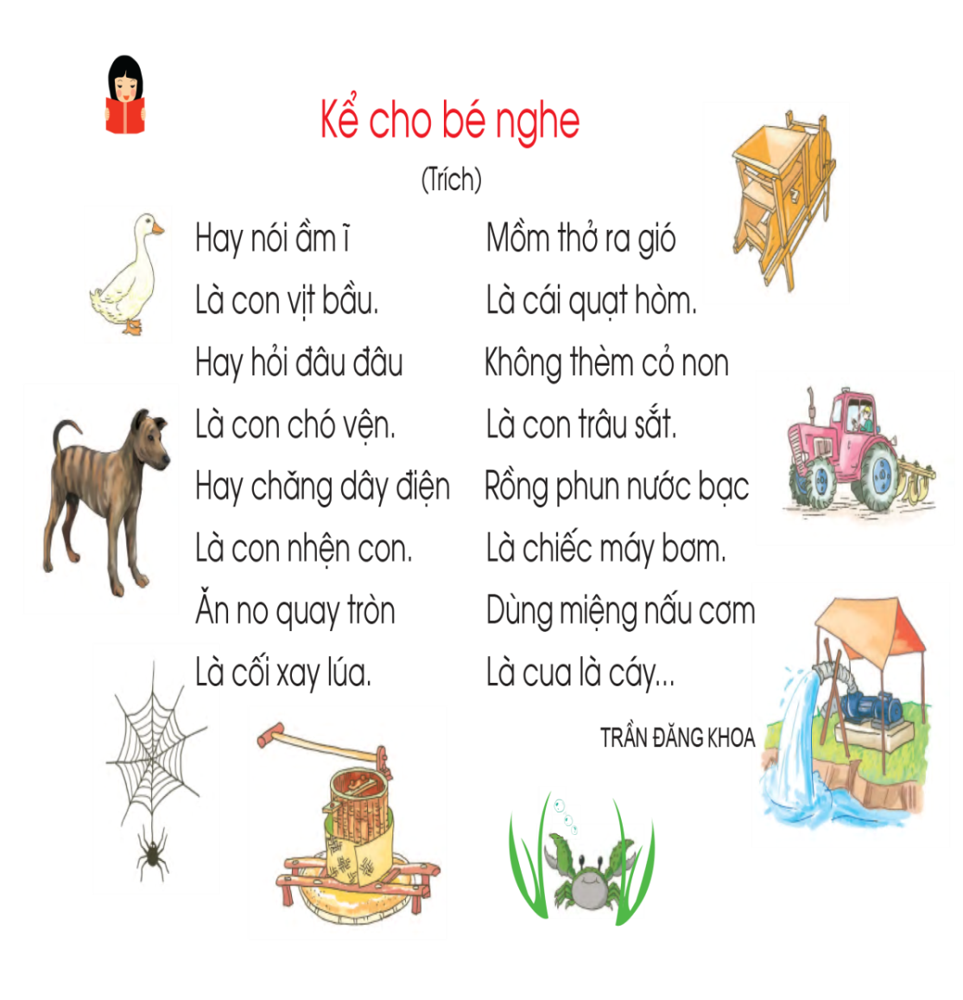 Kể cho bé nghe
(Trích)
Hay nói ầm ĩ
Là con vịt bầu.
Hay hỏi đâu đâu
Là con chó vện.
Hay chăng dây điện
Là con nhện con.
Ăn no quay tròn
Là cối xay lúa.
Mồm thở ra gió
Là cái quạt hòm.
Không thèm cỏ non
Là con trâu sắt.
Rồng phun nước bạc
Là chiếc máy bơm.
Dùng miệng nấu cơm
Là cua là cáy...
TRẦN ĐĂNG KHOA